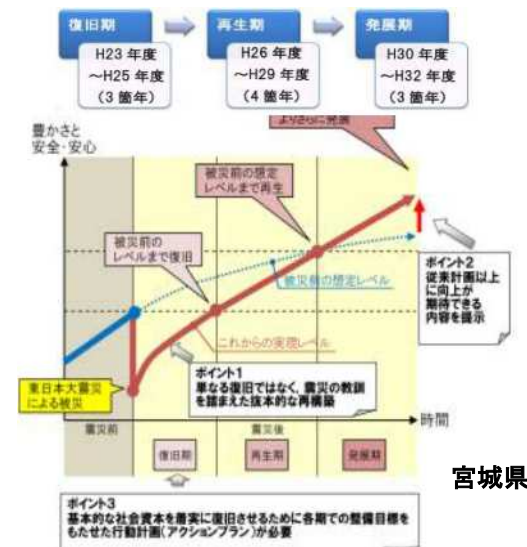 復旧期
再生期
発展期
H23 年度
~H25 年度
(3 箇年)
H26 年度
~H29 年度
(4 箇年)
H30 年度
~H32 年度
(3 箇年)
よりさらに発展
豊かさと
安全・安心
被災前の想定
レベルまで再生
被災前の
レベルまで復旧
被災前の想定レベル
これからの実現レベル
ポイント2
従来計画以上
に向上が
期待できる
内容を提示
ポイント1
単なる復旧ではなく、震災の教訓
を踏まえた抜本的な再構築
東日本大震災
による被災
時間
震災前
震災後
復旧期
再生期
発展期
宮城県
ポイント3
基本的な社会資本を着実に復旧させるために各期での整備目標を
もたせた行動計画(アクションプラン)が必要